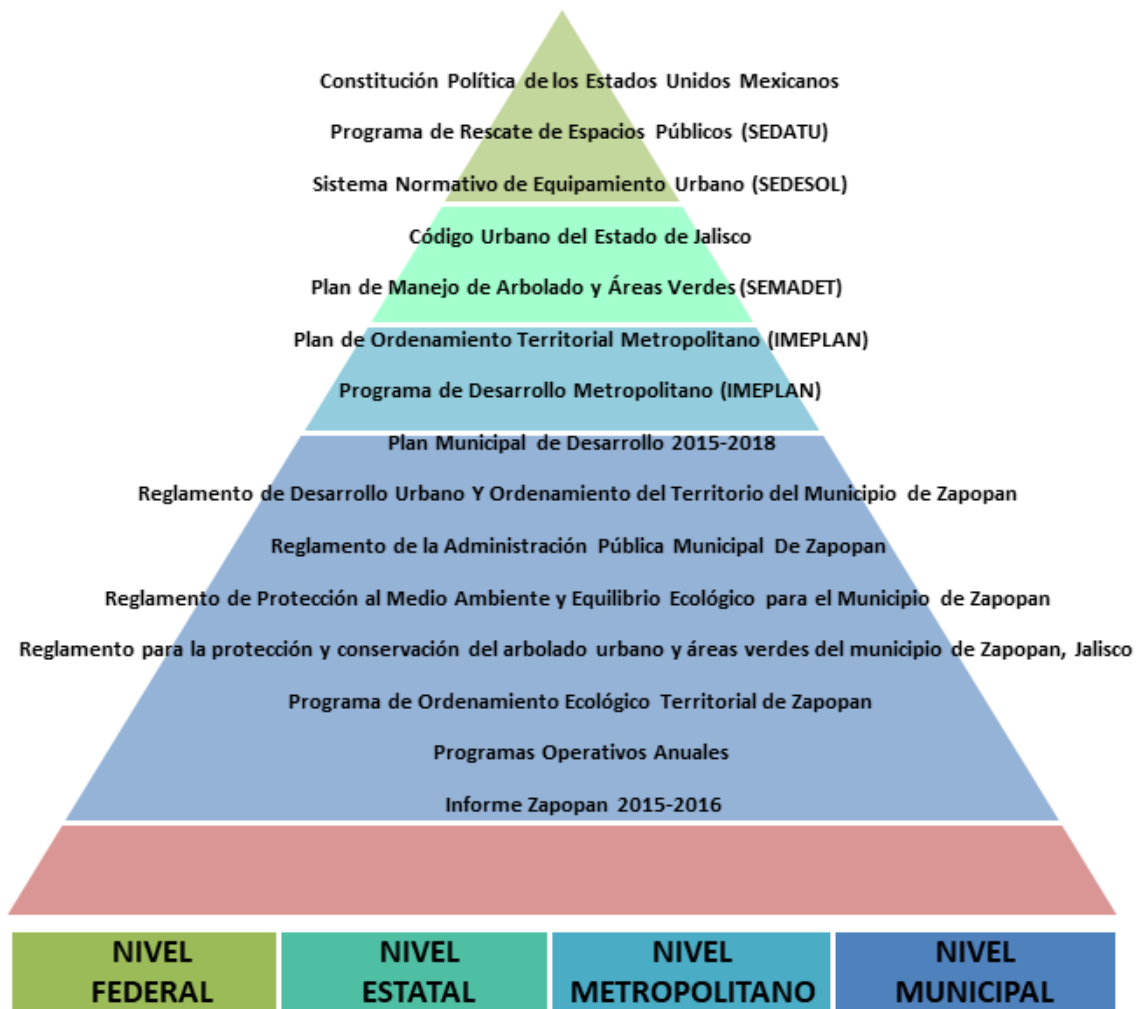 Constitución Política de los Estados Unidos Mexicanos
Programa de Rescate de Espacios Públicos (SEDATU)
Sistema Normativo de Equipamiento Urbano (SEDESOL)
Código Urbano del Estado de Jalisco
Plan de Manejo de Arbolado y Áreas Verdes (SEMADET)
Plan de Ordenamiento Territorial Metropolitano (IMEPLAN)
Programa de Desarrollo Metropolitano (IMEPLAN)
Plan Municipal de Desarrollo 2015-2018
Reglamento de Desarrollo Urbano Y Ordenamiento del Territorio del Municipio de Zapopan
Reglamento de la Administración Pública Municipal De Zapopan
Reglamento de Protección al Medio Ambiente y Equilibrio Ecológico para el Municipio de Zapopan
Reglamento para la protección y conservación del arbolado urbano y áreas verdes del municipio de Zapopan, Jalisco
Programa de Ordenamiento Ecológico Territorial de Zapopan
Programas Operativos Anuales
Informe Zapopan 2015-2016
NIVEL
FEDERAL
NIVEL
ESTATAL
NIVEL
METROPOLITANO
NIVEL
MUNICIPAL